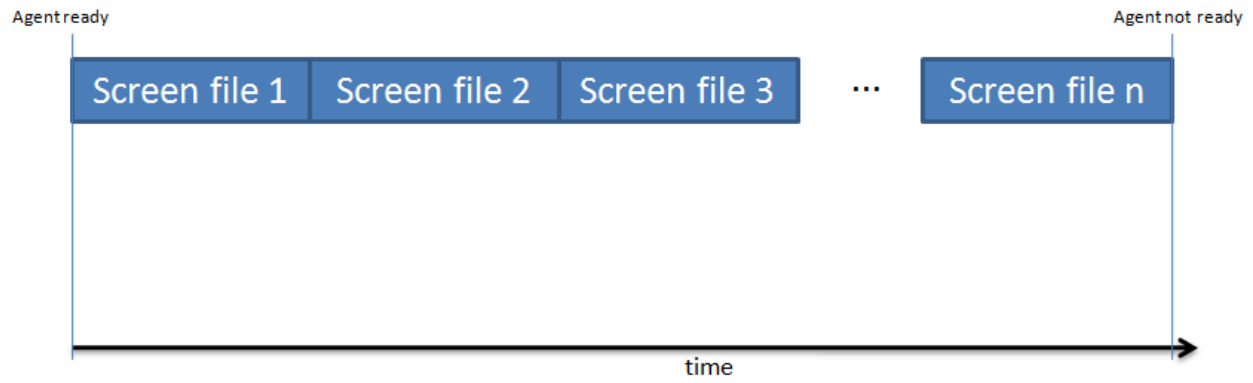 Agent ready
Agent not ready
Screen file 1
Screen file 2
Screen file 3
...
Screen file n
time